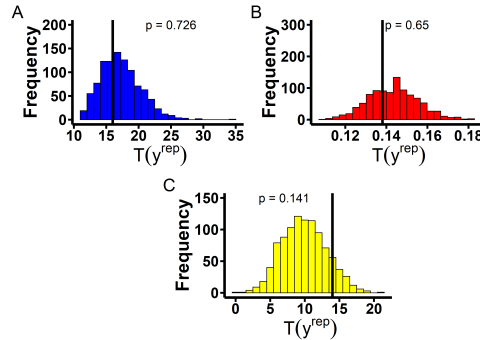 A
p = 0.726
200
150
100
50
0
Frequency
10 15 20 25 30 35
T(y^rep)
B
p = 0.65
300
200
100
0
Frequency
0.12 0.14 0.16 0.18
T(y^rep)
C
p = 0.141
150
100
50
0
Frequency
0 5 10 15 20
T(y^rep)